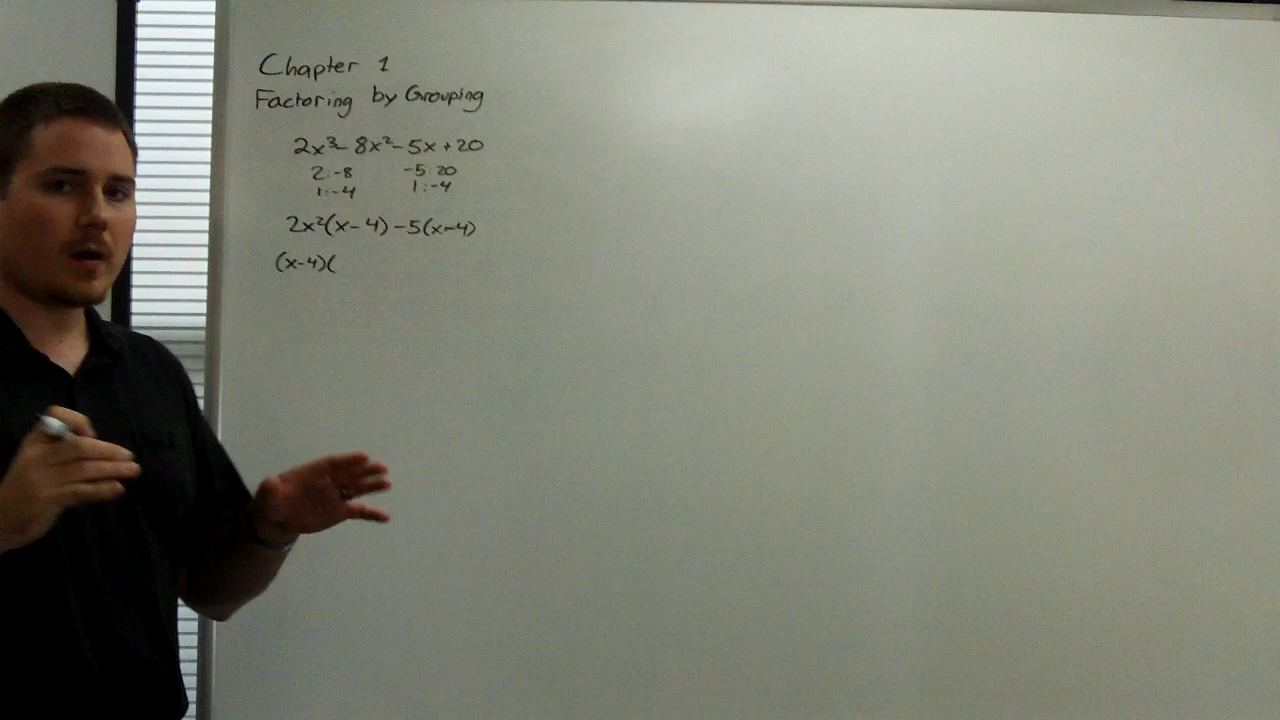 Chapter 1
Factoring by Grouping
2x³-8x²-5x+20
2:-8 -5:20
1:-4 1:-4
2x²(x-4)-5(x-4)
(x-4)(